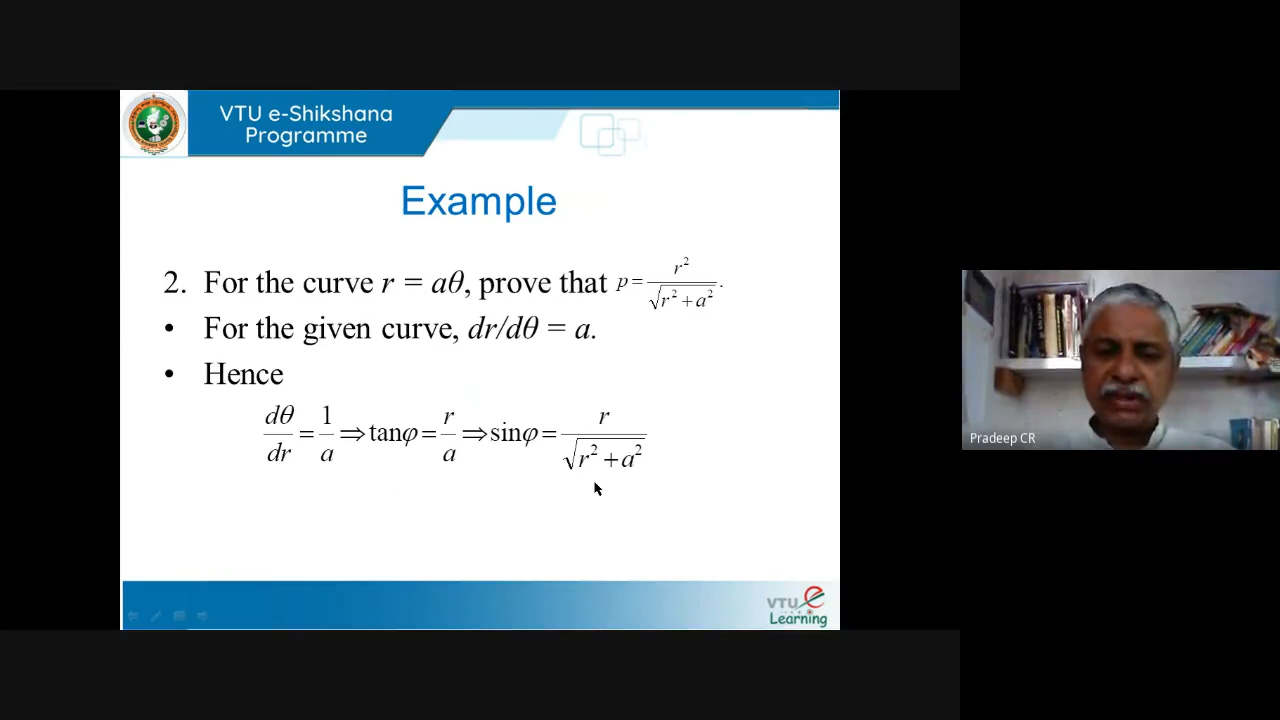 VTU e-Shikshana
Programme
Example
2. For the curve r = aθ, prove that p = r²/√(r² + a²).
• For the given curve, dr/dθ = a.
• Hence
dθ/dr = 1/a ⇒ tanφ = r/a ⇒ sinφ = r/√(r² + a²)
Pradeep CR
VTU e
Learning